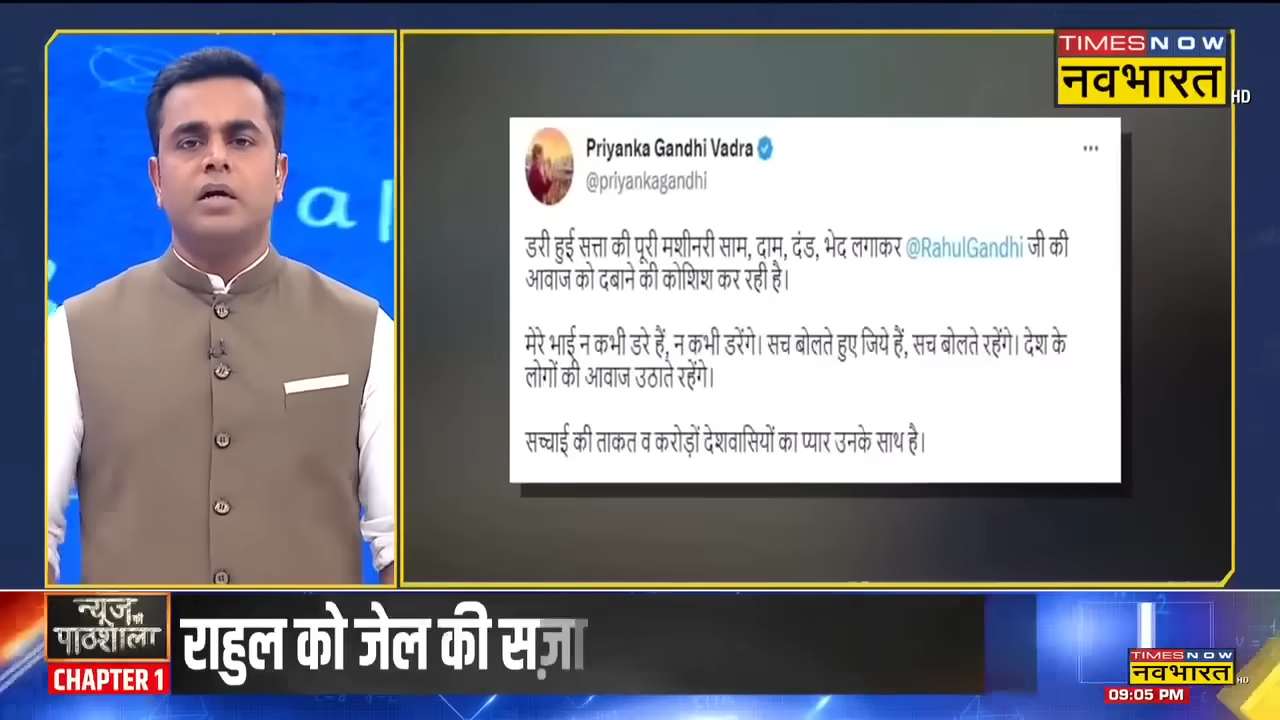 TIMES NOW
नवभारत
HD
Priyanka Gandhi Vadra
@priyankagandhi
डरी हुई सत्ता की पूरी मशीनरी साम, दाम, दंड, भेद लगाकर @RahulGandhi जी की
आवाज को दबाने की कोशिश कर रही है।
मेरे भाई न कभी डरे हैं, न कभी डरेंगे। सच बोलते हुए जिये हैं, सच बोलते रहेंगे। देश के
लोगों की आवाज उठाते रहेंगे।
सच्चाई की ताकत व करोड़ों देशवासियों का प्यार उनके साथ है।
न्यूज़ की
पाठशाला
CHAPTER 1
राहुल को जेल की सज़ा
TIMES NOW
नवभारत
HD
09:05 PM